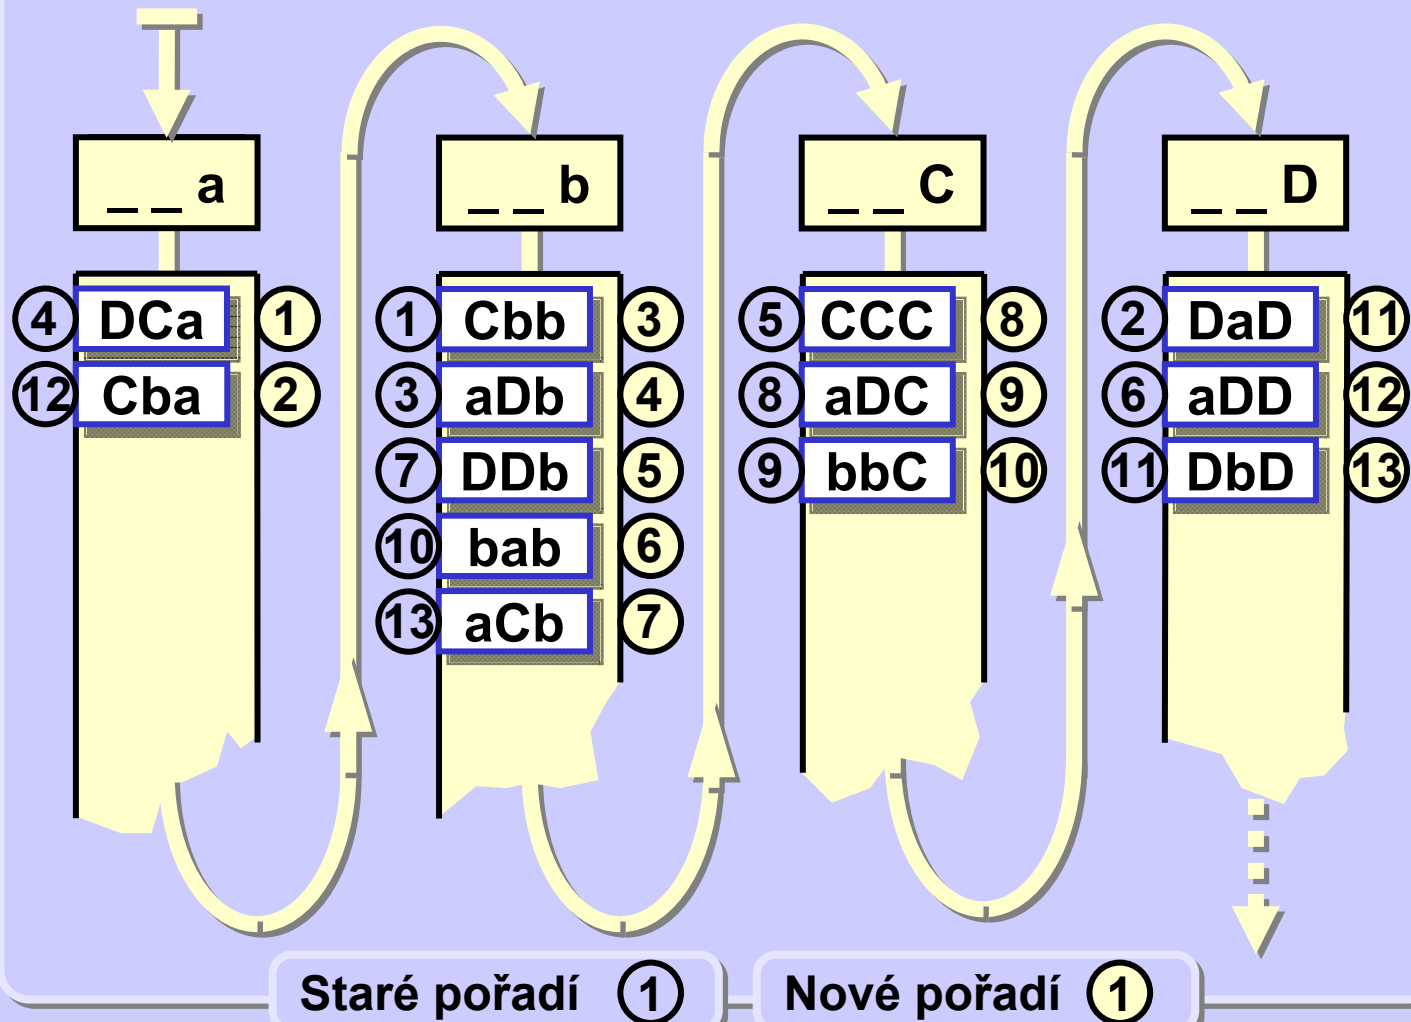 _ _ a _ _ b _ _ C _ _ D
4 DCa 1 1 Cbb 3 5 CCC 8 2 DaD 11
12 Cba 2 3 aDb 4 8 aDC 9 6 aDD 12
7 DDb 5 9 bbC 10 11 DbD 13
10 bab 6
13 aCb 7
Staré pořadí 1 Nové pořadí 1